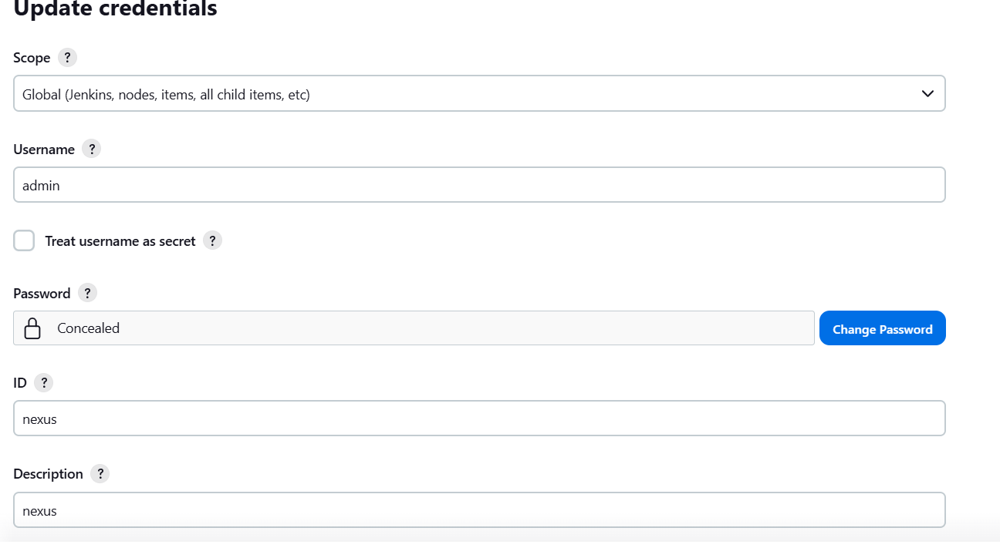 Update credentials
Scope ?
Global (Jenkins, nodes, items, all child items, etc)
Username ?
admin
Treat username as secret ?
Password ?
Concealed
Change Password
ID ?
nexus
Description ?
nexus